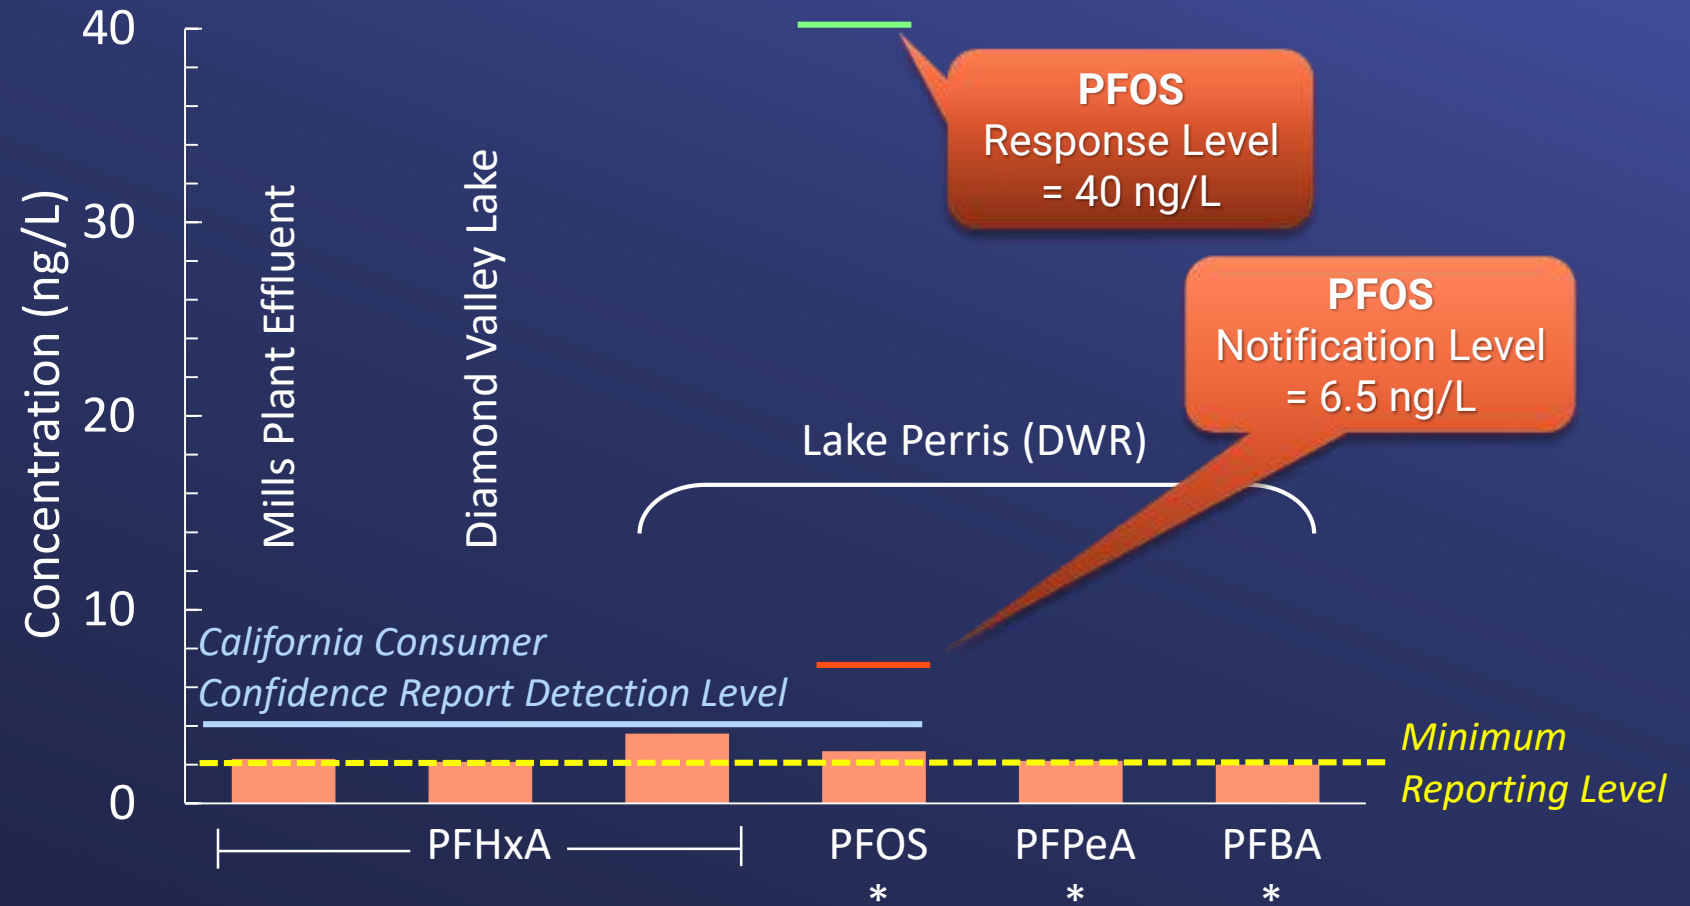 40
30
20
10
0
Concentration (ng/L)
Mills Plant Effluent
Diamond Valley Lake
PFOS
Response Level
= 40 ng/L
PFOS
Notification Level
= 6.5 ng/L
Lake Perris (DWR)
California Consumer
Confidence Report Detection Level
Minimum
Reporting Level
PFHxA
PFOS
*
PFPeA
*
PFBA
*